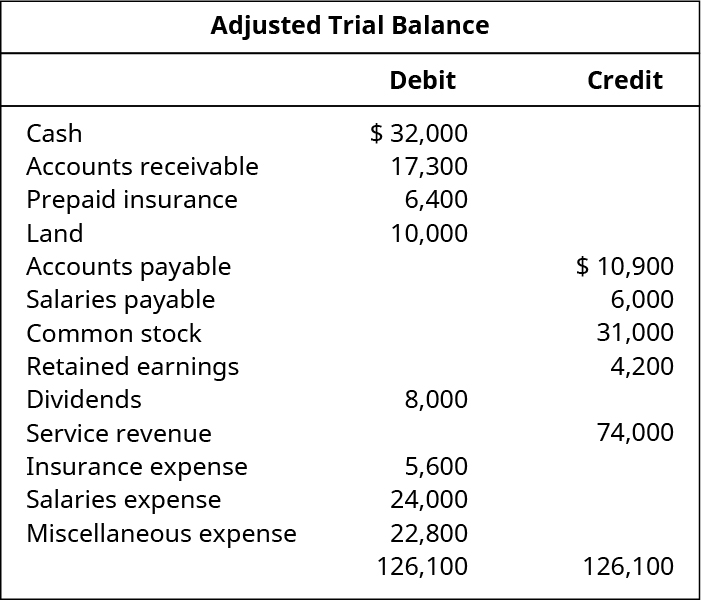 Adjusted Trial Balance
Debit Credit
Cash $ 32,000
Accounts receivable 17,300
Prepaid insurance 6,400
Land 10,000
Accounts payable $ 10,900
Salaries payable 6,000
Common stock 31,000
Retained earnings 4,200
Dividends 8,000
Service revenue 74,000
Insurance expense 5,600
Salaries expense 24,000
Miscellaneous expense 22,800
126,100 126,100